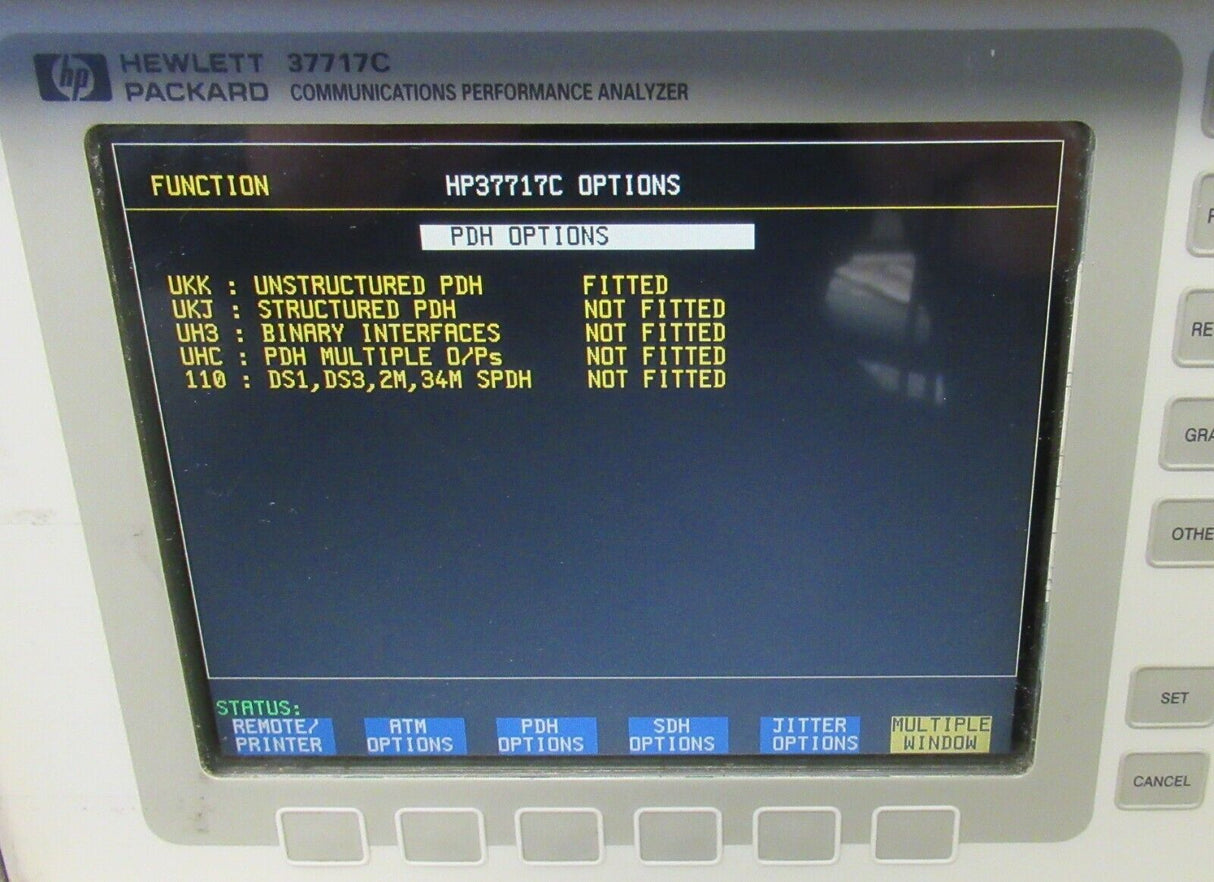 hp HEWLETT PACKARD 37717C
COMMUNICATIONS PERFORMANCE ANALYZER
FUNCTION HP37717C OPTIONS
PDH OPTIONS
UKK : UNSTRUCTURED PDH FITTED
UKJ : STRUCTURED PDH NOT FITTED
UH3 : BINARY INTERFACES NOT FITTED
UHC : PDH MULTIPLE O/Ps NOT FITTED
110 : DS1,DS3,2M,34M SPDH NOT FITTED
STATUS:
REMOTE/ ATM PDH SDH JITTER MULTIPLE
PRINTER OPTIONS OPTIONS OPTIONS OPTIONS WINDOW
SET
CANCEL